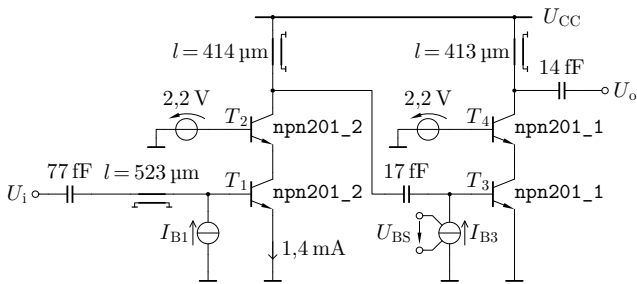 U_CC
l = 414 µm
l = 413 µm
14 fF
U_o
2,2 V
T_2
npn201_2
2,2 V
T_4
npn201_1
77 fF
l = 523 µm
T_1
npn201_2
17 fF
T_3
npn201_1
U_i
I_B1
1,4 mA
U_BS
I_B3